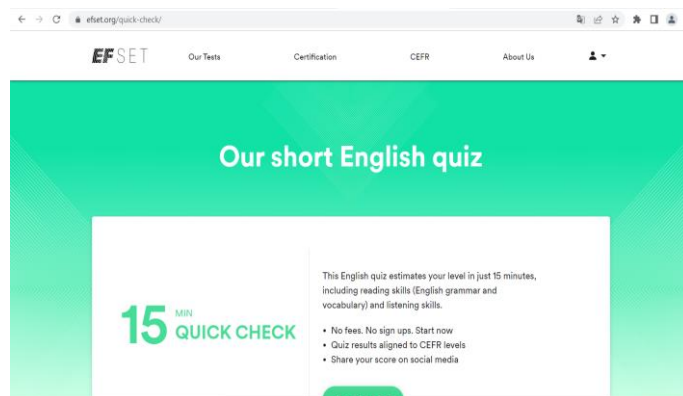 efset.org/quick-check/
EFSET Our Tests Certification CEFR About Us
Our short English quiz
This English quiz estimates your level in just 15 minutes,
including reading skills (English grammar and
vocabulary) and listening skills.
15 MIN QUICK CHECK
• No fees. No sign ups. Start now
• Quiz results aligned to CEFR levels
• Share your score on social media